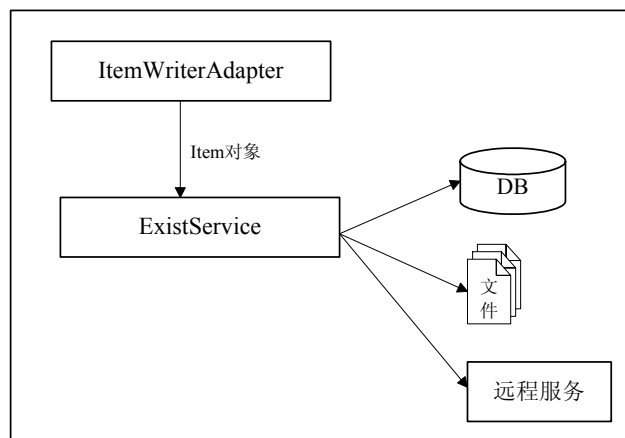 ItemWriterAdapter
Item对象
ExistService
DB
文
件
远程服务